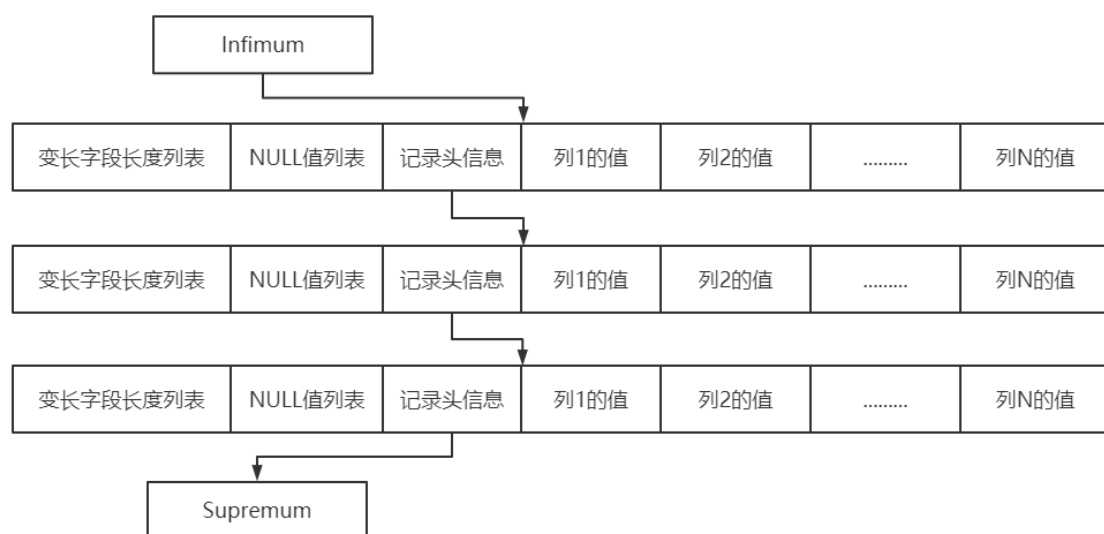 Infimum
变长字段长度列表 NULL值列表 记录头信息 列1的值 列2的值 ......... 列N的值
变长字段长度列表 NULL值列表 记录头信息 列1的值 列2的值 ......... 列N的值
变长字段长度列表 NULL值列表 记录头信息 列1的值 列2的值 ......... 列N的值
Supremum